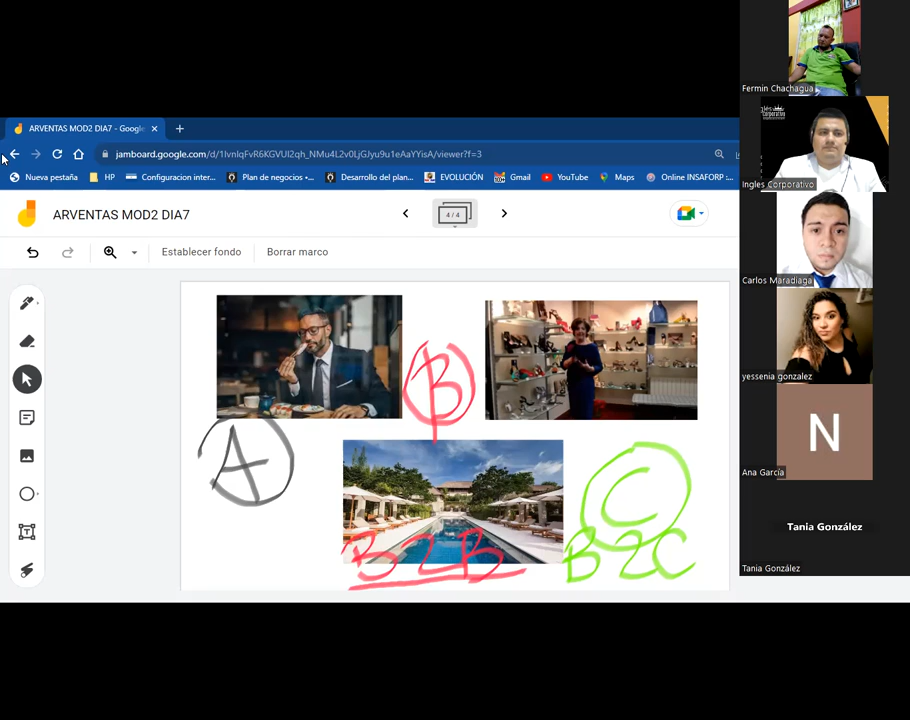 ARVENTAS MOD2 DIA7 - Google
jamboard.google.com/d/1IvnlqFvR6KGVUI2qh_NMu4L2v0LjGJyu9u1eAaYYisA/viewer?f=3
Nueva pestaña
HP
Configuracion inter...
Plan de negocios •...
Desarrollo del plan...
EVOLUCIÓN
Gmail
YouTube
Maps
Online INSAFORP :..
ARVENTAS MOD2 DIA7
4 / 4
Establecer fondo
Borrar marco
A
B
C
B2B
B2C
Fermin Chachagua
Ingles Corporativo
Carlos Maradiaga
yessenia gonzalez
N
Ana García
Tania González
Tania González